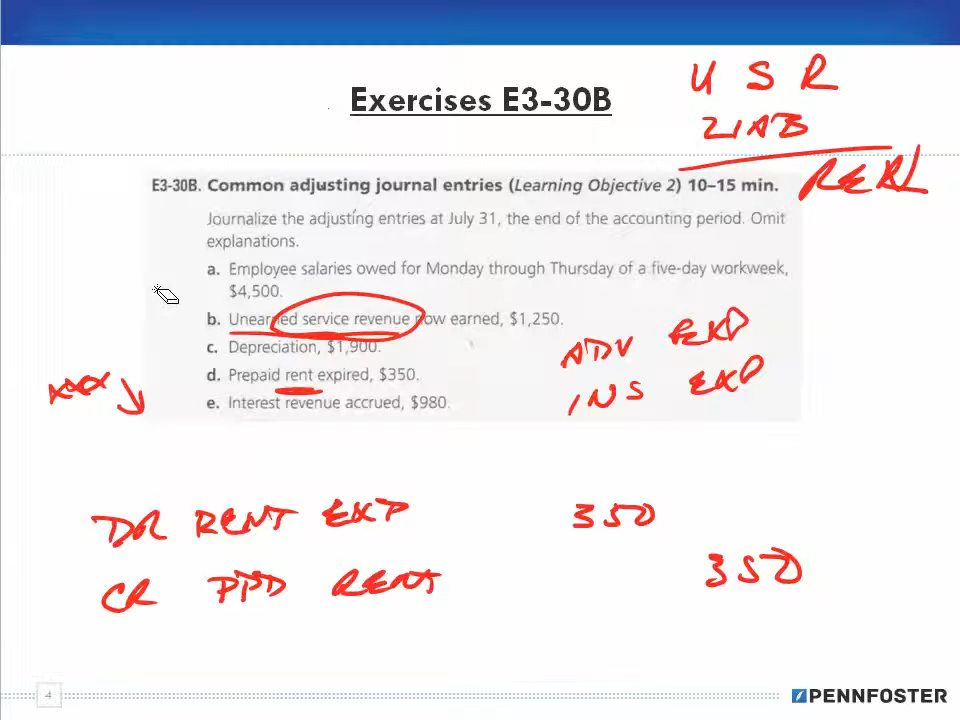 Exercises E3-30B
U S R
LIAB
REAL
E3-30B. Common adjusting journal entries (Learning Objective 2) 10–15 min.
Journalize the adjusting entries at July 31, the end of the accounting period. Omit
explanations.
a. Employee salaries owed for Monday through Thursday of a five-day workweek,
$4,500.
b. Unearned service revenue now earned, $1,250.
c. Depreciation, $1,900.
d. Prepaid rent expired, $350.
e. Interest revenue accrued, $980.
ADV EXP
INS EXP
DR RENT EXP 350
CR PPD RENT 350
4
PENNFOSTER